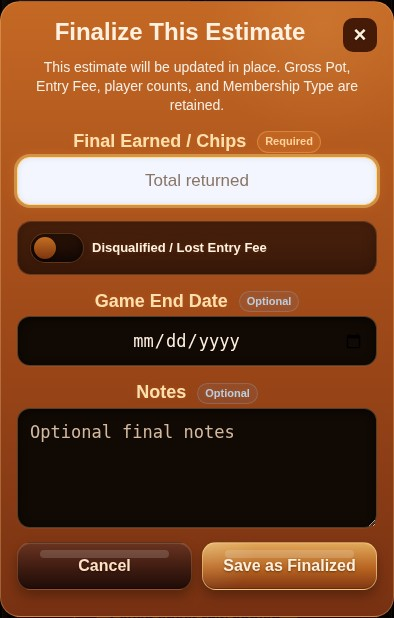 Finalize This Estimate
×
This estimate will be updated in place. Gross Pot,
Entry Fee, player counts, and Membership Type are
retained.
Final Earned / Chips Required
Total returned
Disqualified / Lost Entry Fee
Game End Date Optional
mm/dd/yyyy
Notes Optional
Optional final notes
Cancel Save as Finalized